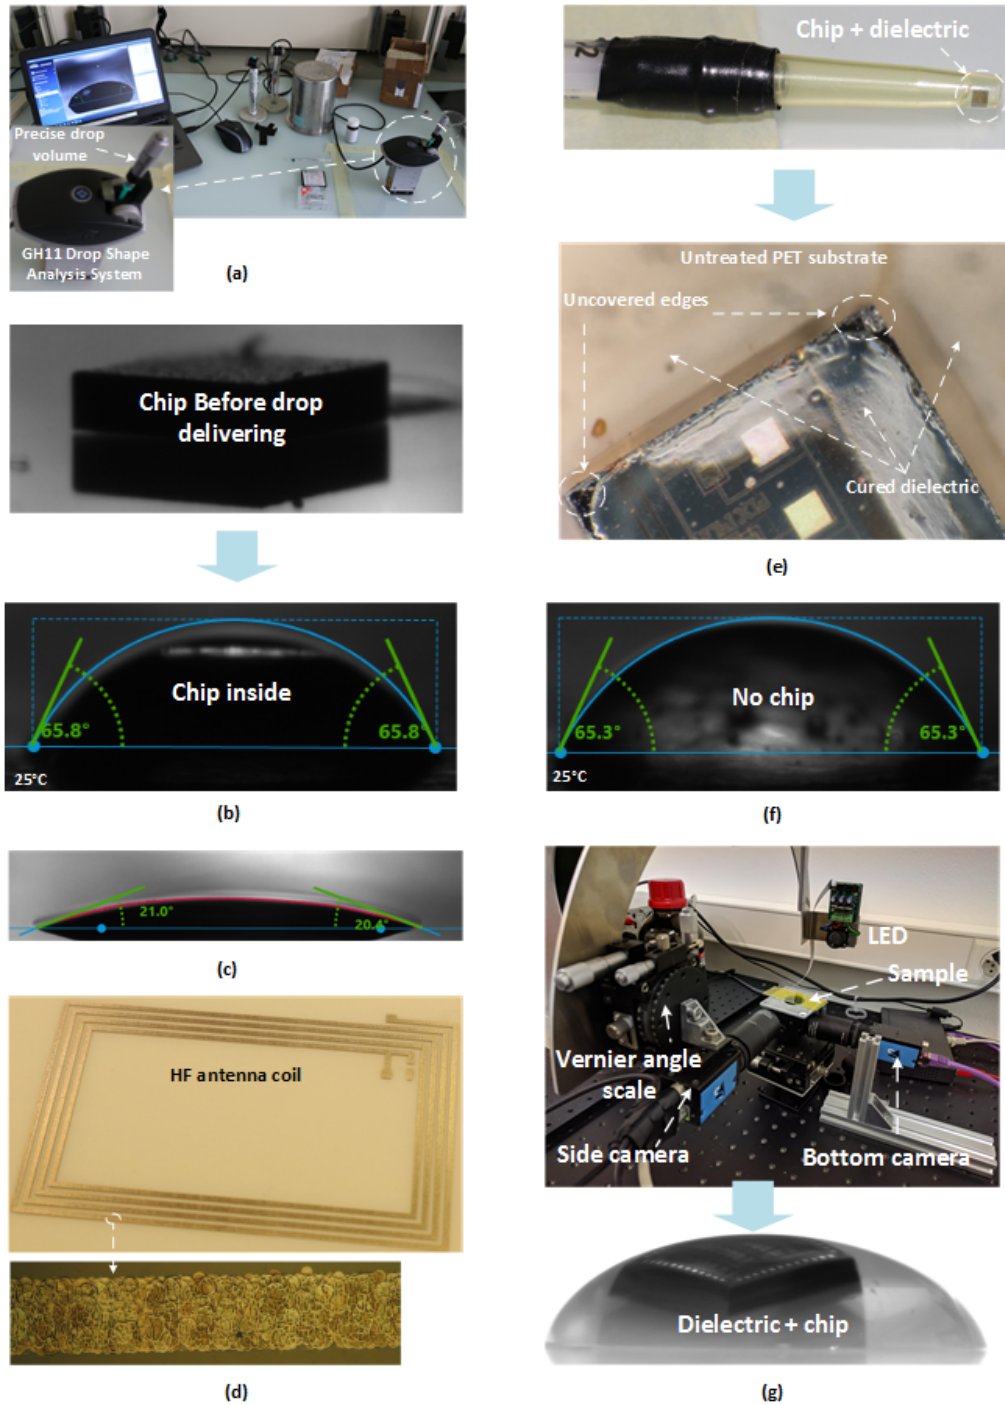 Precise drop
volume
GH11 Drop Shape
Analysis System
(a)
Chip Before drop
delivering
Chip inside
65.8°
65.8°
25°C
(b)
21.0°
20.4°
(c)
HF antenna coil
(d)
Chip + dielectric
Untreated PET substrate
Uncovered edges
Cured dielectric
(e)
No chip
65.3°
65.3°
25°C
(f)
LED
Sample
Vernier angle
scale
Side camera
Bottom camera
Dielectric + chip
(g)